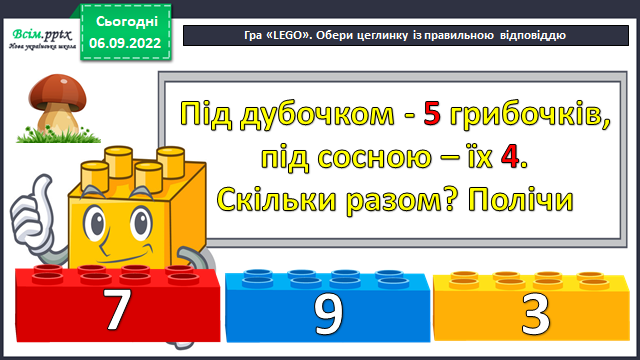 Всім.pptx
Нова українська школа
Сьогодні
06.09.2022
Гра «LEGO». Обери цеглинку із правильною відповіддю
Під дубочком - 5 грибочків,
під сосною – їх 4.
Скільки разом? Полічи
7
9
3